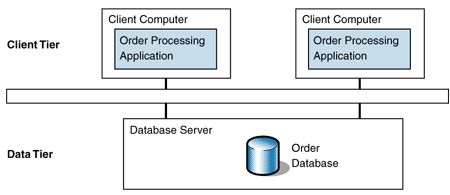 Client Computer
Client Computer
Client Tier
Order Processing
Application
Order Processing
Application
Database Server
Data Tier
Order
Database